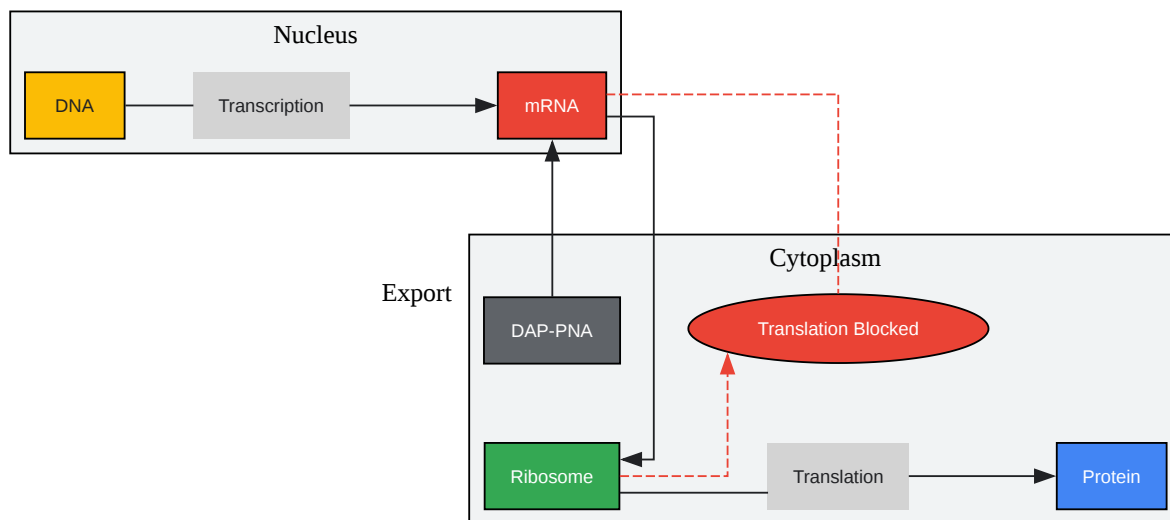 Nucleus
DNA
Transcription
mRNA
Cytoplasm
Export
DAP-PNA
Translation Blocked
Ribosome
Translation
Protein